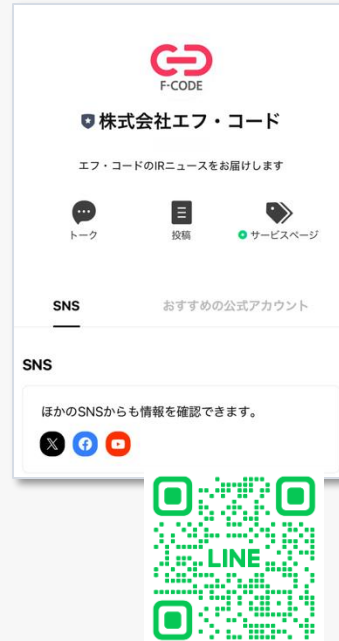 F-CODE
株式会社エフ・コード
エフ・コードのIRニュースをお届けします
トーク
投稿
サービスページ
SNS
おすすめの公式アカウント
SNS
ほかのSNSからも情報を確認できます。
LINE